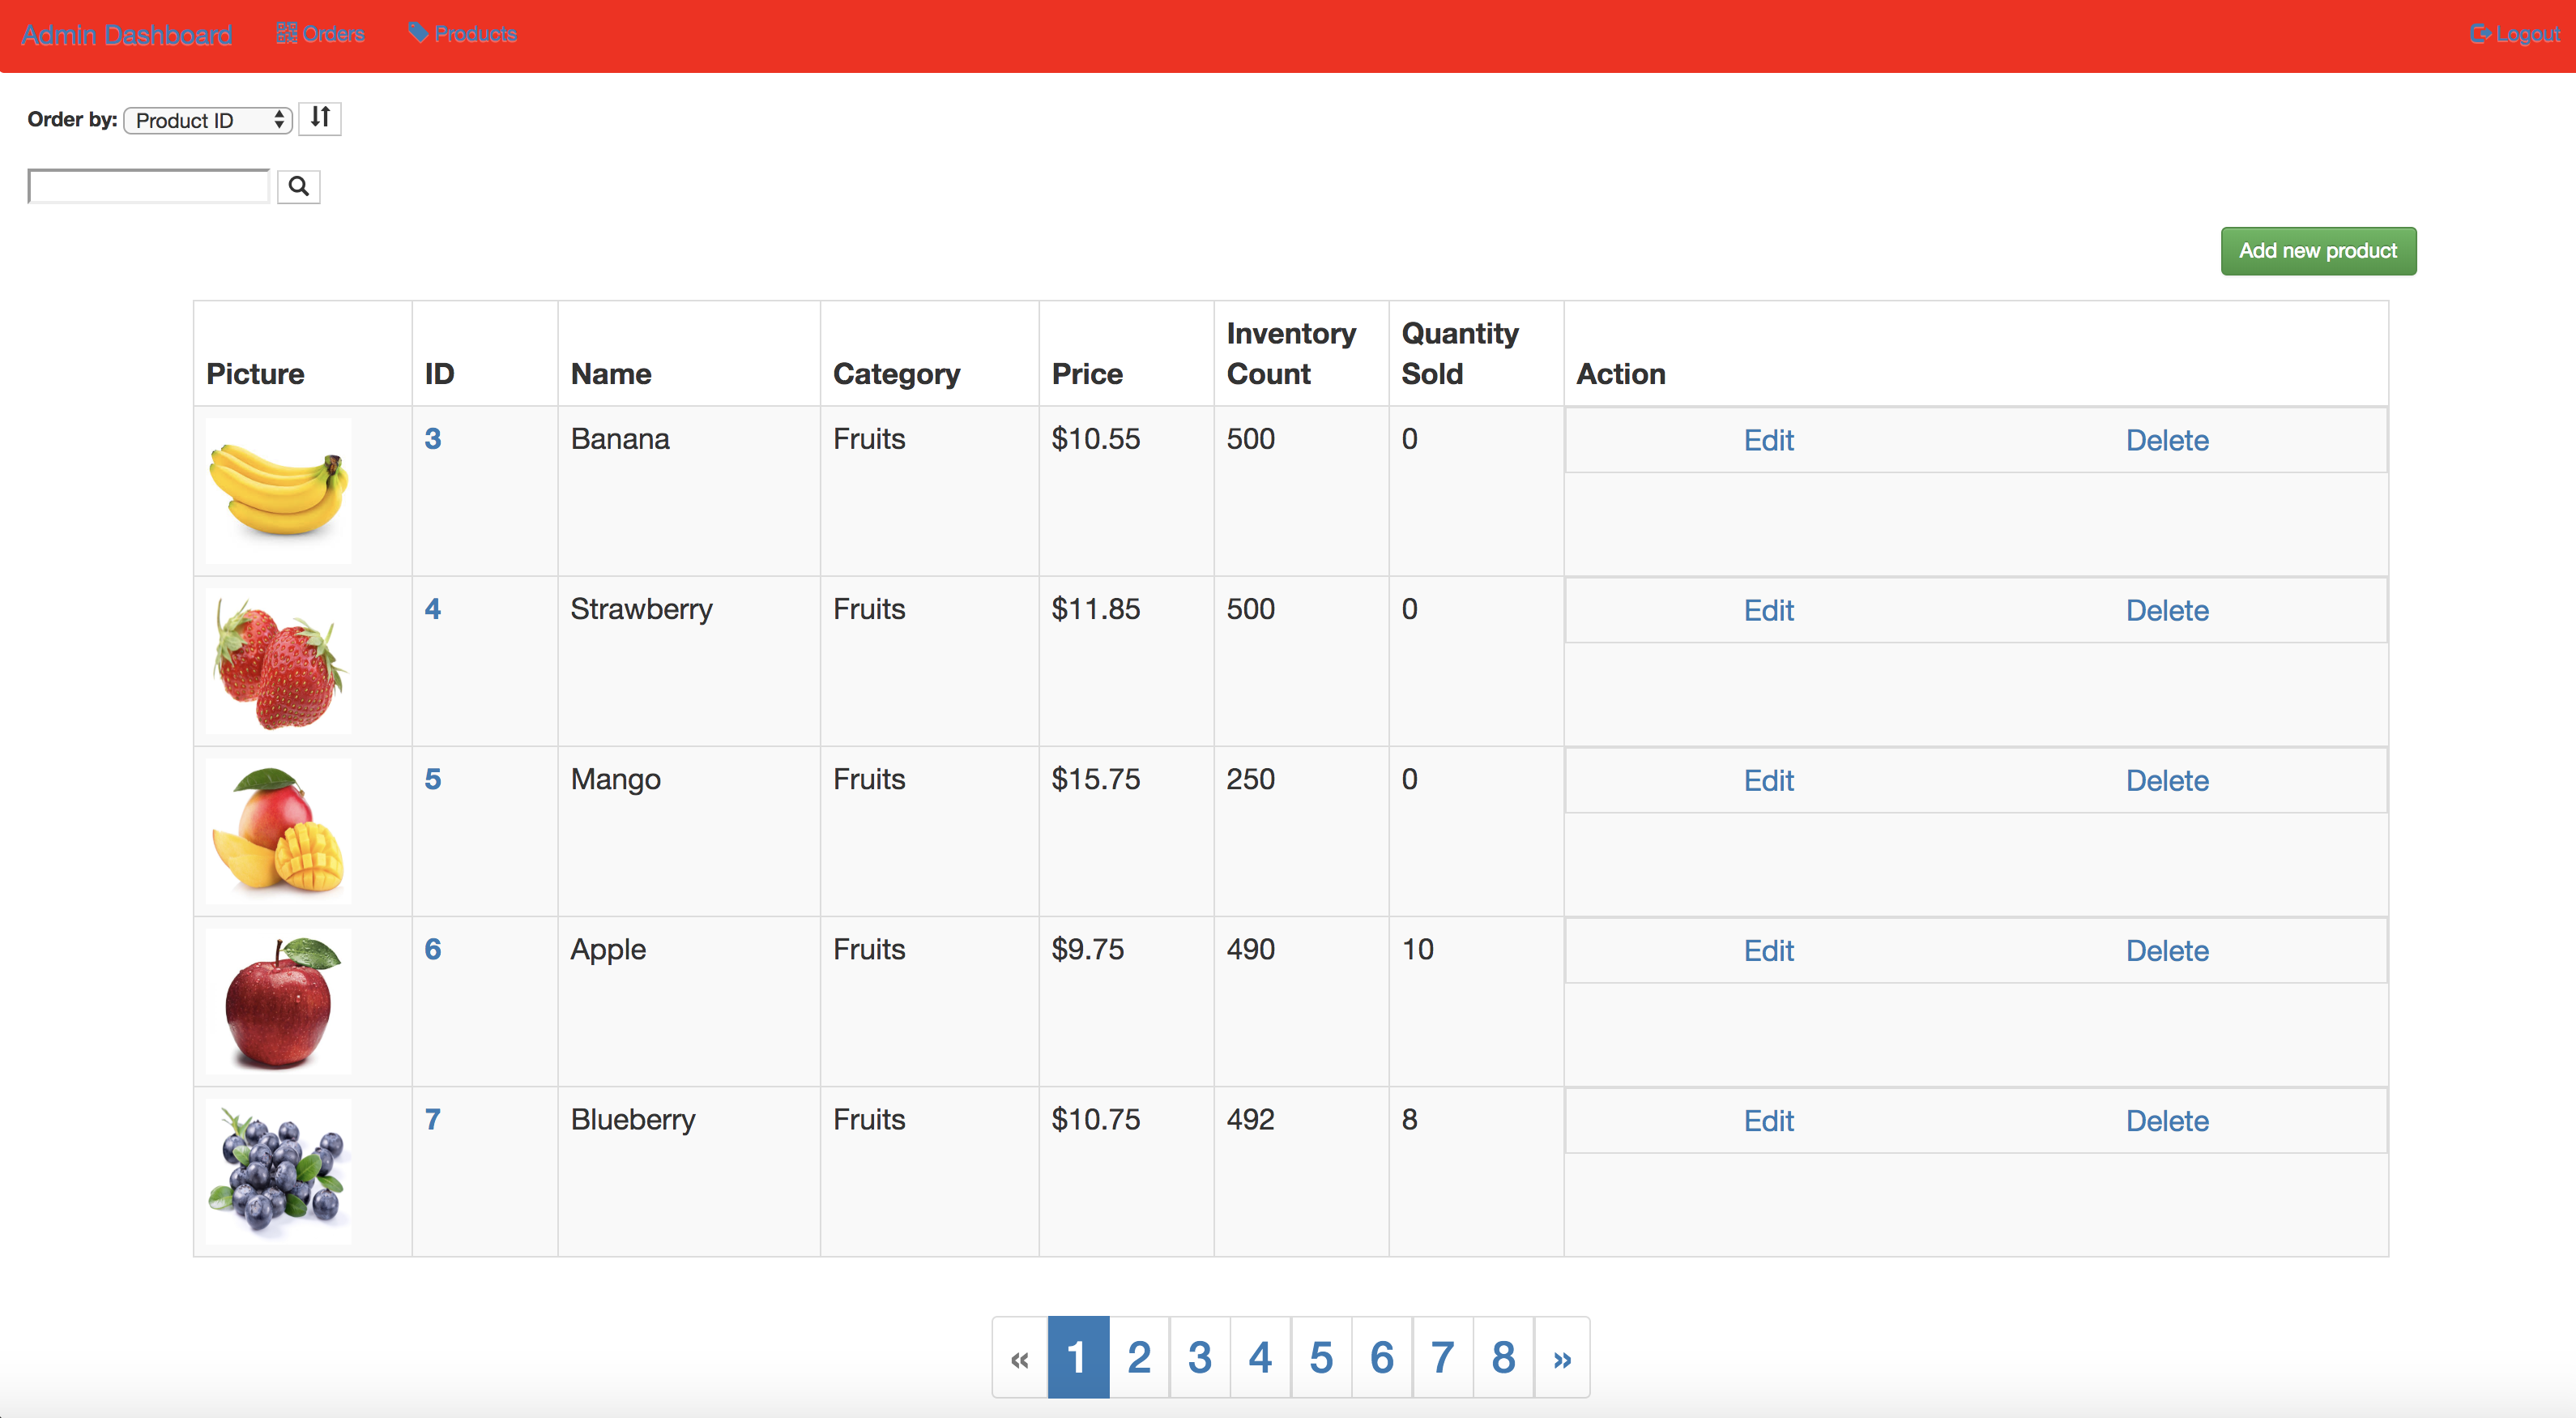 Admin Dashboard Orders Products Logout
Order by: Product ID
Add new product
Picture ID Name Category Price Inventory Count Quantity Sold Action
3 Banana Fruits $10.55 500 0 Edit Delete
4 Strawberry Fruits $11.85 500 0 Edit Delete
5 Mango Fruits $15.75 250 0 Edit Delete
6 Apple Fruits $9.75 490 10 Edit Delete
7 Blueberry Fruits $10.75 492 8 Edit Delete
« 1 2 3 4 5 6 7 8 »